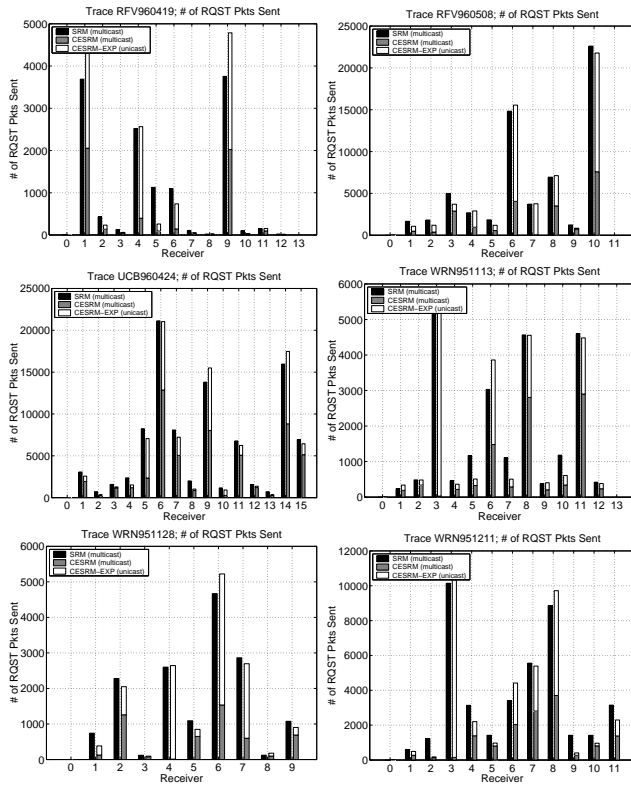 Trace RFV960419; # of RQST Pkts Sent
SRM (multicast)
CESRM (multicast)
CESRM−EXP (unicast)
# of RQST Pkts Sent
5000
4000
3000
2000
1000
0
0 1 2 3 4 5 6 7 8 9 10 11 12 13
Receiver
Trace RFV960508; # of RQST Pkts Sent
SRM (multicast)
CESRM (multicast)
CESRM−EXP (unicast)
# of RQST Pkts Sent
25000
20000
15000
10000
5000
0
0 1 2 3 4 5 6 7 8 9 10 11
Receiver
Trace UCB960424; # of RQST Pkts Sent
SRM (multicast)
CESRM (multicast)
CESRM−EXP (unicast)
# of RQST Pkts Sent
25000
20000
15000
10000
5000
0
0 1 2 3 4 5 6 7 8 9 10 11 12 13 14 15
Receiver
Trace WRN951113; # of RQST Pkts Sent
SRM (multicast)
CESRM (multicast)
CESRM−EXP (unicast)
# of RQST Pkts Sent
6000
5000
4000
3000
2000
1000
0
0 1 2 3 4 5 6 7 8 9 10 11 12 13
Receiver
Trace WRN951128; # of RQST Pkts Sent
SRM (multicast)
CESRM (multicast)
CESRM−EXP (unicast)
# of RQST Pkts Sent
6000
5000
4000
3000
2000
1000
0
0 1 2 3 4 5 6 7 8 9
Receiver
Trace WRN951211; # of RQST Pkts Sent
SRM (multicast)
CESRM (multicast)
CESRM−EXP (unicast)
# of RQST Pkts Sent
12000
10000
8000
6000
4000
2000
0
0 1 2 3 4 5 6 7 8 9 10 11
Receiver